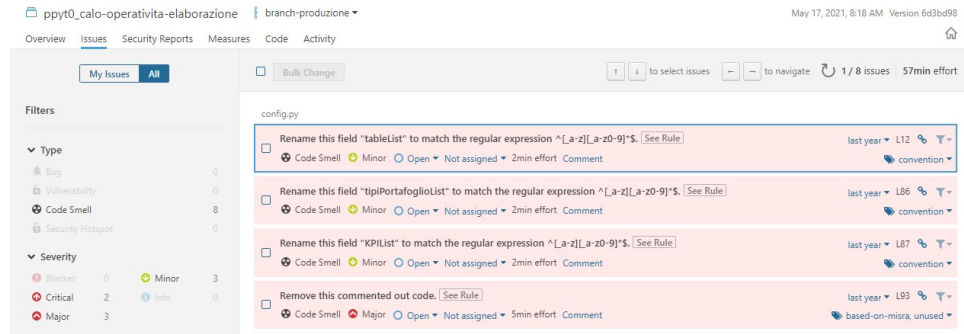 ppyt0_calo-operativita-elaborazione branch-produzione May 17, 2021, 8:18 AM Version 6d3bd98
Overview Issues Security Reports Measures Code Activity
My Issues All Bulk Change ↑ ↓ to select issues ← → to navigate 1 / 8 issues 57min effort
Filters
config.py
Rename this field "tableList" to match the regular expression ^[_a-z][_a-z0-9]*$. See Rule last year L12
Code Smell Minor Open Not assigned 2min effort Comment convention
Type
Bug 0
Vulnerability 0
Code Smell 8
Security Hotspot 0
Rename this field "tipiPortafoglioList" to match the regular expression ^[_a-z][_a-z0-9]*$. See Rule last year L86
Code Smell Minor Open Not assigned 2min effort Comment convention
Rename this field "KPIList" to match the regular expression ^[_a-z][_a-z0-9]*$. See Rule last year L87
Code Smell Minor Open Not assigned 2min effort Comment convention
Severity
Blocker 0 Minor 3
Critical 2 Info 0
Major 3
Remove this commented out code. See Rule last year L93
Code Smell Major Open Not assigned 5min effort Comment based-on-misra, unused